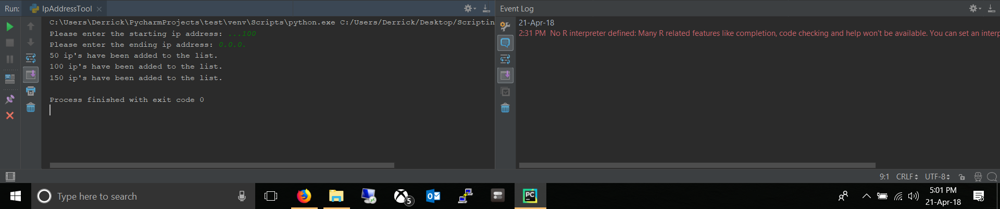 Run: IpAddressTool
C:\Users\Derrick\PycharmProjects\test\venv\Scripts\python.exe C:/Users/Derrick/Desktop/Scriptin
Please enter the starting ip address: ...100
Please enter the ending ip address: 0.0.0.
50 ip's have been added to the list.
100 ip's have been added to the list.
150 ip's have been added to the list.
Process finished with exit code 0
Event Log
21-Apr-18
2:31 PM No R interpreter defined: Many R related features like completion, code checking and help won't be available. You can set an interp
9:1 CRLF UTF-8
Type here to search
5
PC
5:01 PM
21-Apr-18